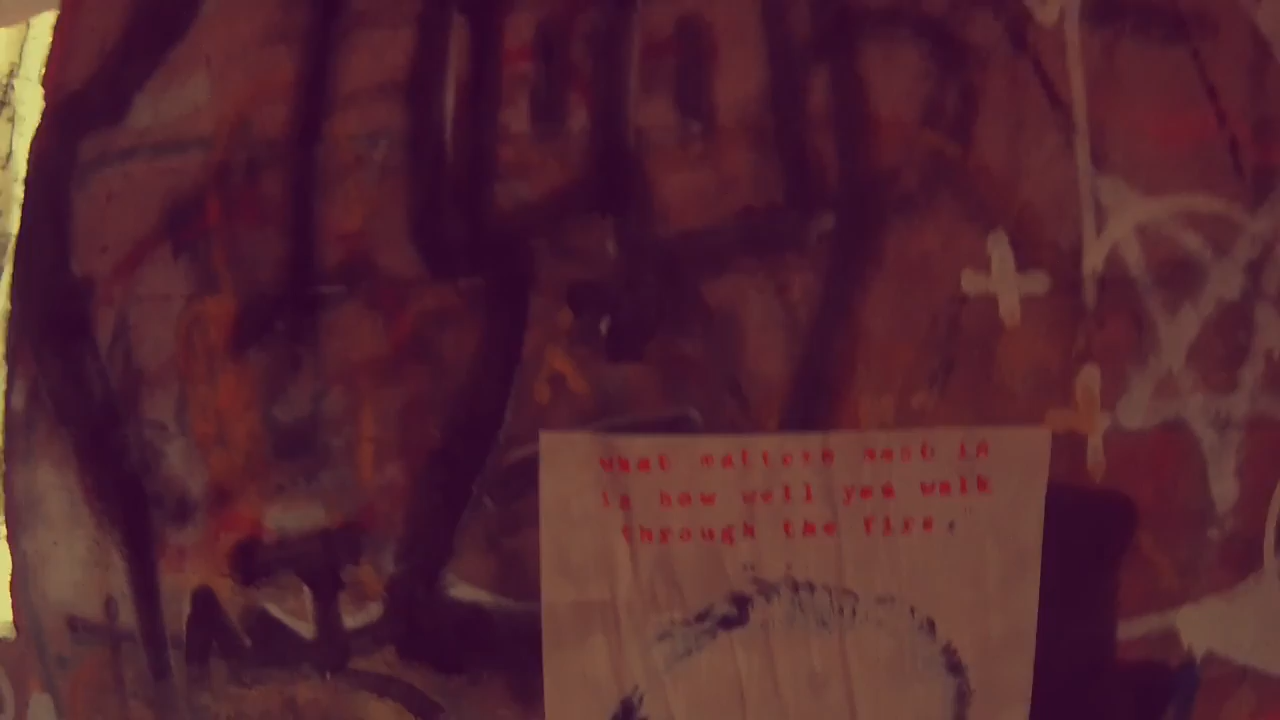 what matters most is
is how well you walk
through the fire.